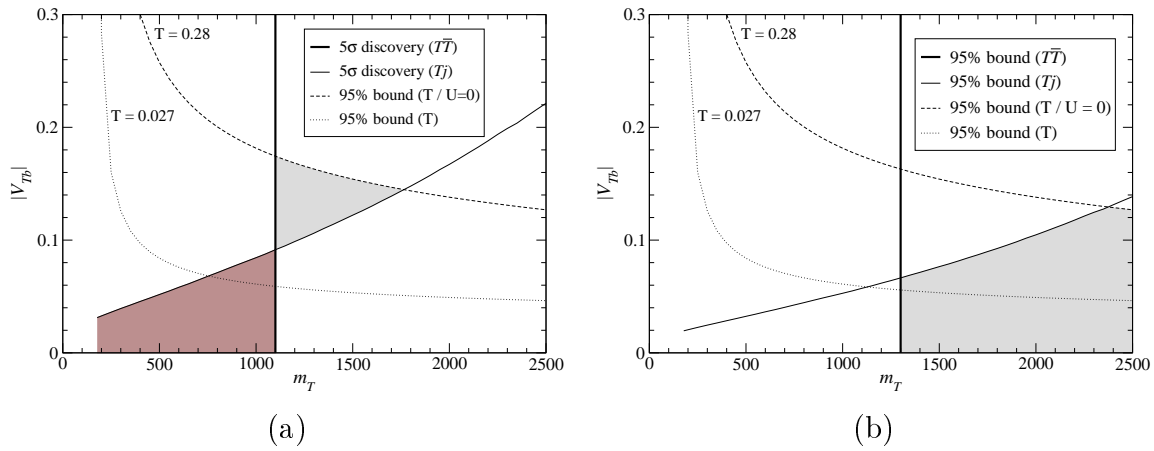 0.3
0.2
0.1
0
|V_Tb|
T = 0.28
T = 0.027
5σ discovery (TT̅)
5σ discovery (Tj)
95% bound (T / U=0)
95% bound (T)
0 500 1000 1500 2000 2500
m_T
(a)
0.3
0.2
0.1
0
|V_Tb|
T = 0.28
T = 0.027
95% bound (TT̅)
95% bound (Tj)
95% bound (T / U = 0)
95% bound (T)
0 500 1000 1500 2000 2500
m_T
(b)